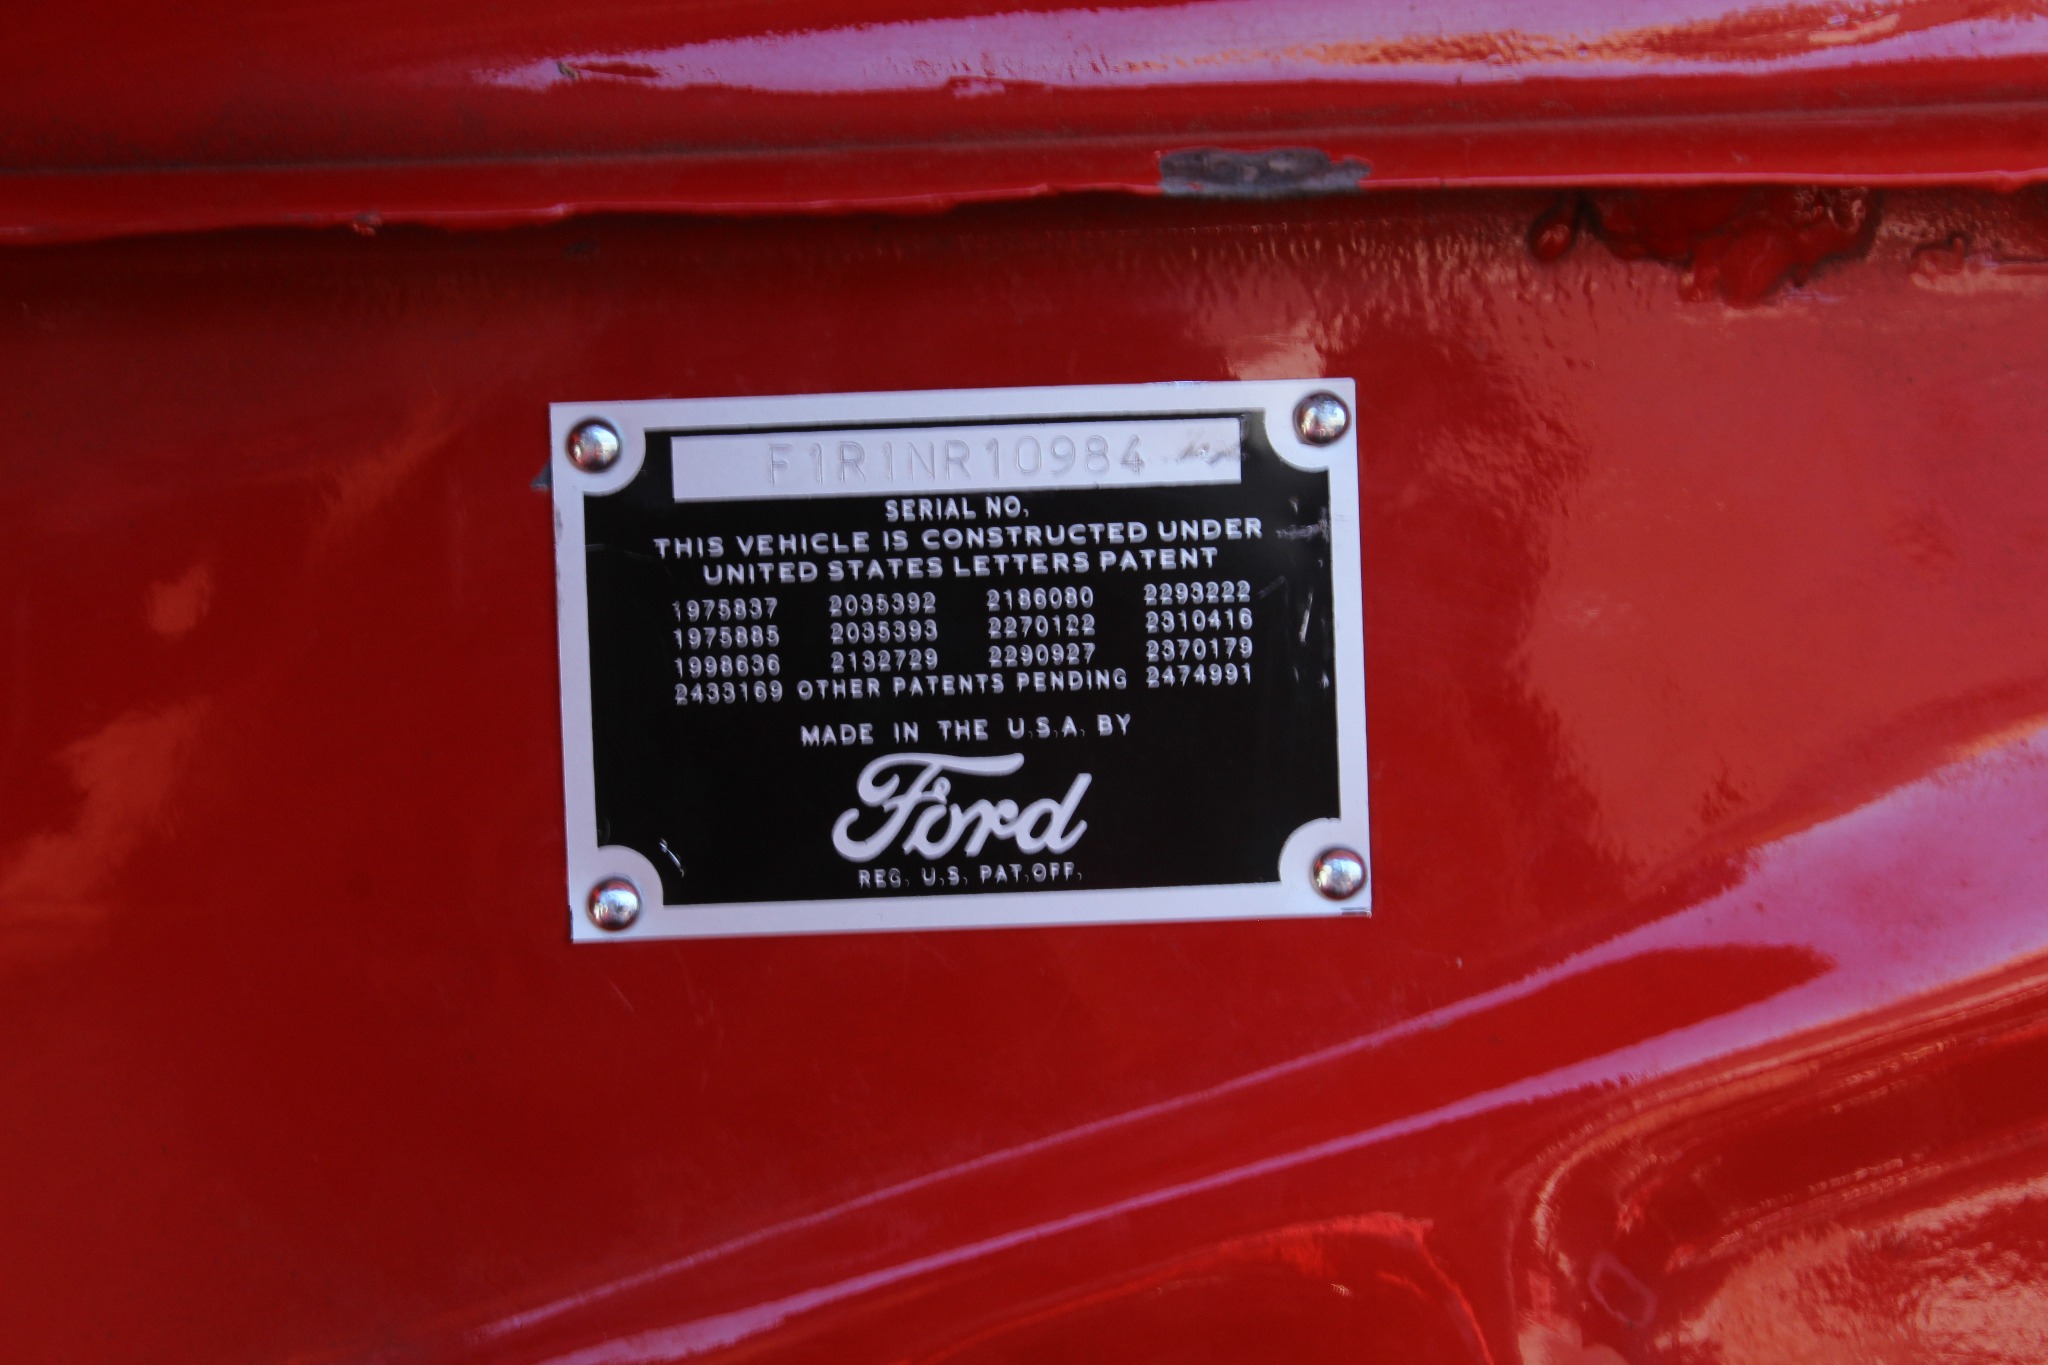 F1R1NR10984
SERIAL NO.
THIS VEHICLE IS CONSTRUCTED UNDER
UNITED STATES LETTERS PATENT
1975837 2035392 2186080 2293222
1975885 2035393 2270122 2310416
1998636 2132729 2290927 2370179
2433169 OTHER PATENTS PENDING 2474991
MADE IN THE U.S.A. BY
Ford
REG. U.S. PAT. OFF.